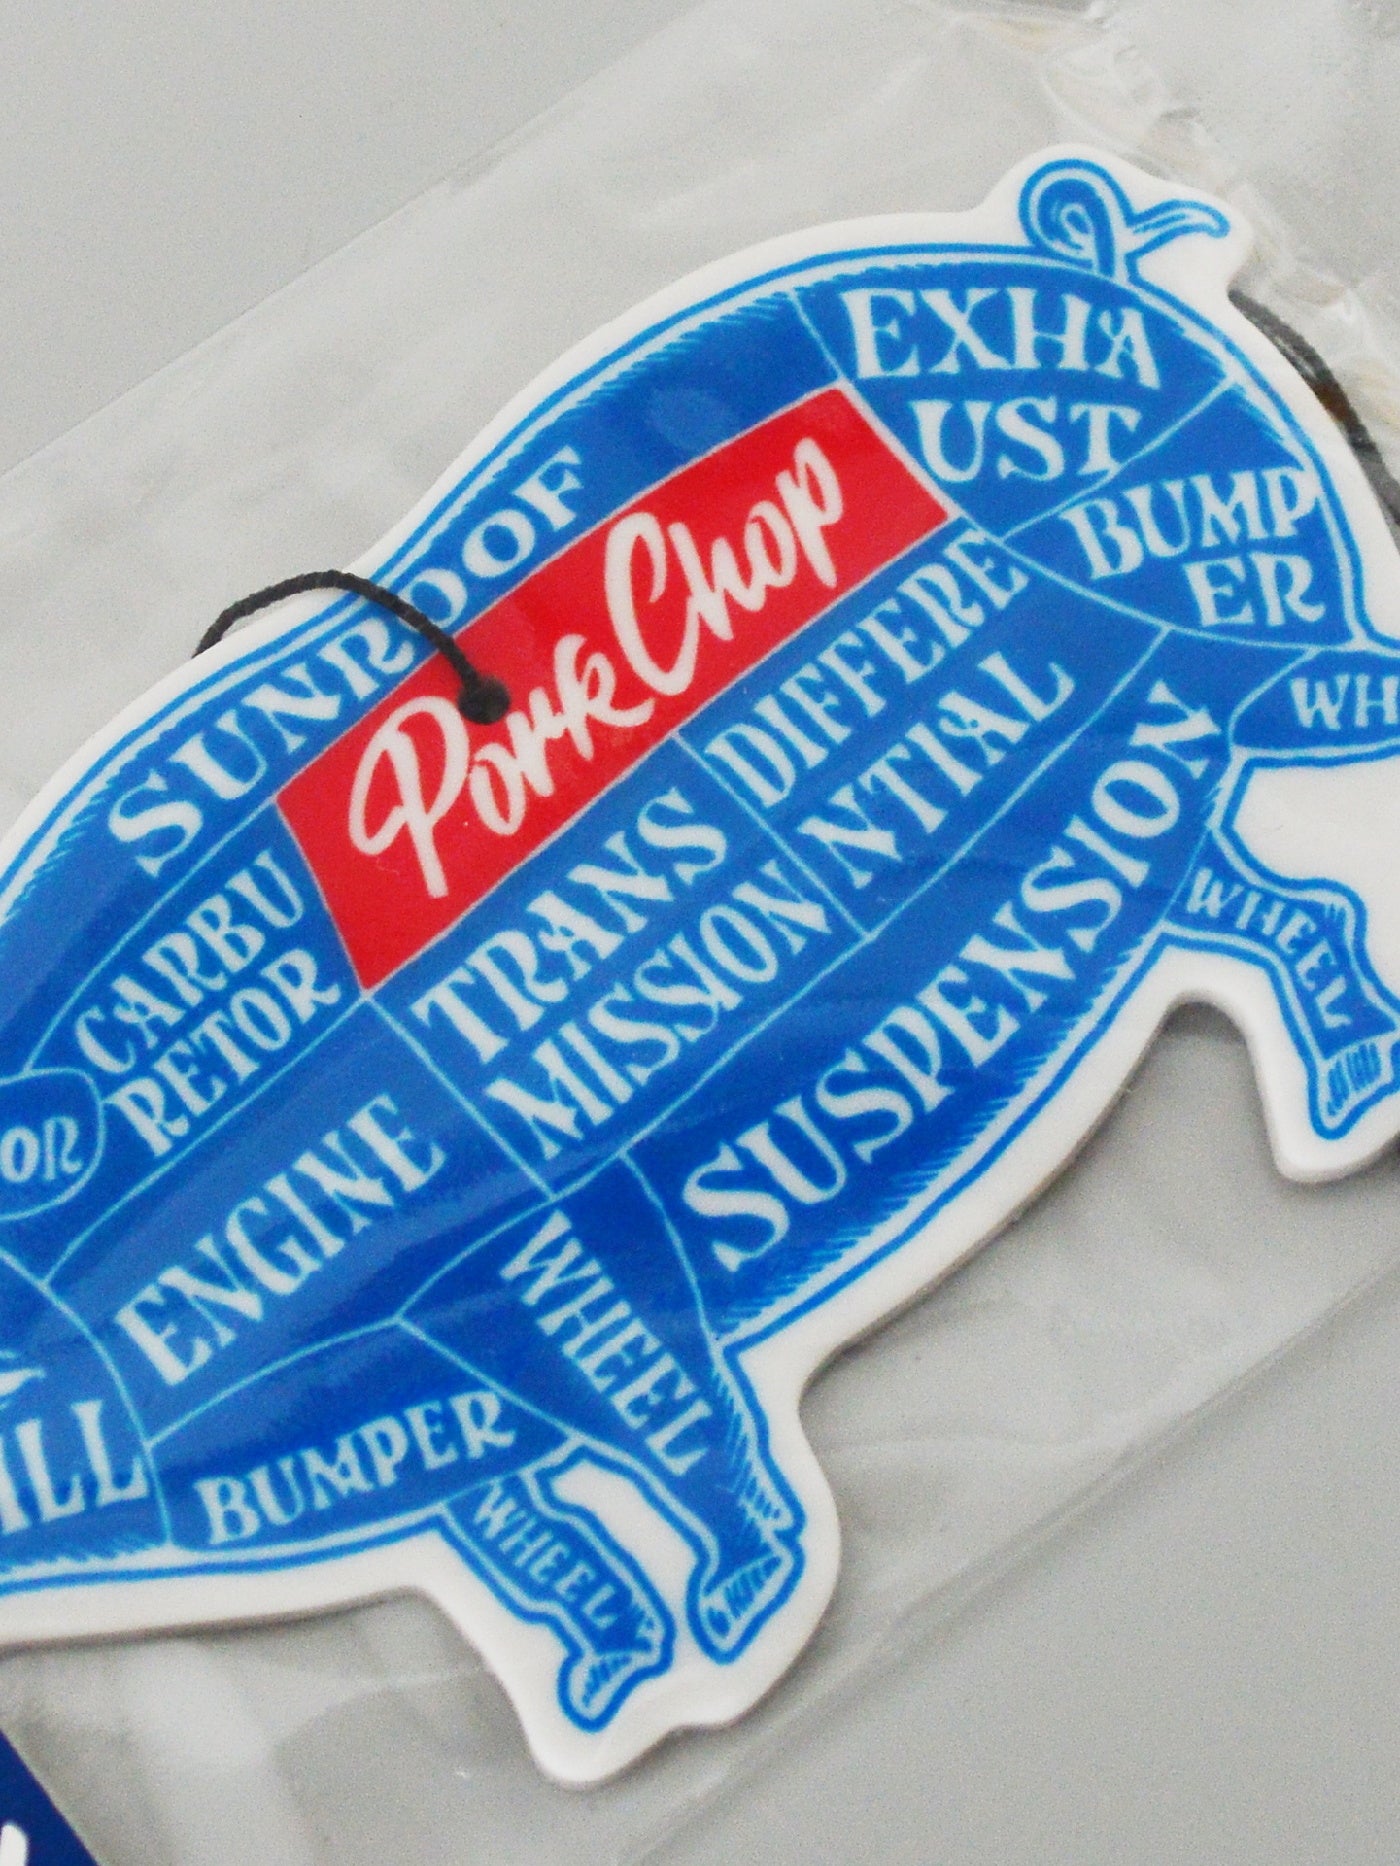 EXHA
UST
SUNROOF
Pork Chop
BUMP
ER
DIFFERE
NTIAL
WH
CARBU
RETOR
TRANS
MISSION
SUSPENSION
WHEEL
OR
ENGINE
WHEEL
ILL
BUMPER
WHEEL